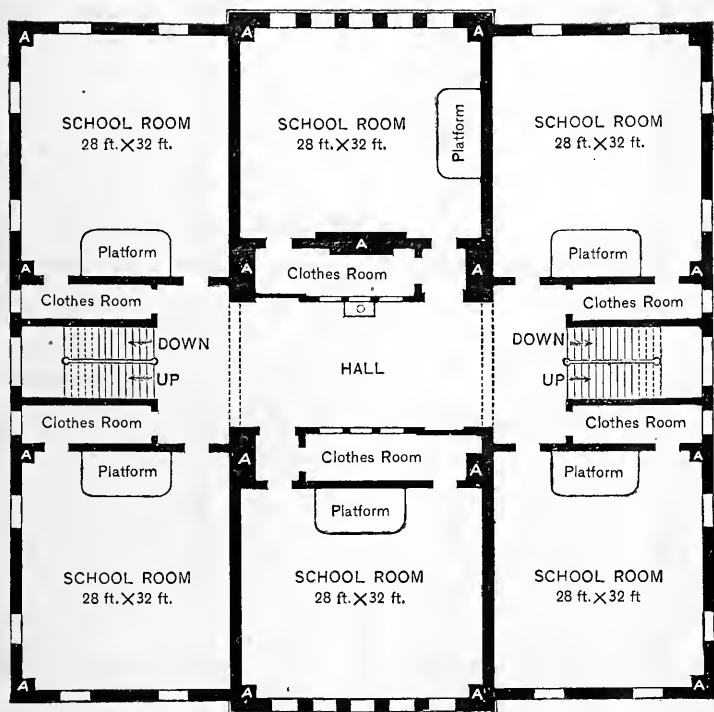 A
A
A
A
SCHOOL ROOM
28 ft.×32 ft.
SCHOOL ROOM
28 ft.×32 ft.
Platform
SCHOOL ROOM
28 ft.×32 ft.
Platform
Platform
A
A
A
A
A
Clothes Room
Clothes Room
Clothes Room
DOWN
UP
HALL
DOWN
UP
Clothes Room
Clothes Room
Clothes Room
A
A
A
A
Platform
Platform
Platform
SCHOOL ROOM
28 ft.×32 ft.
SCHOOL ROOM
28 ft.×32 ft.
SCHOOL ROOM
28 ft.×32 ft
A
A
A
A